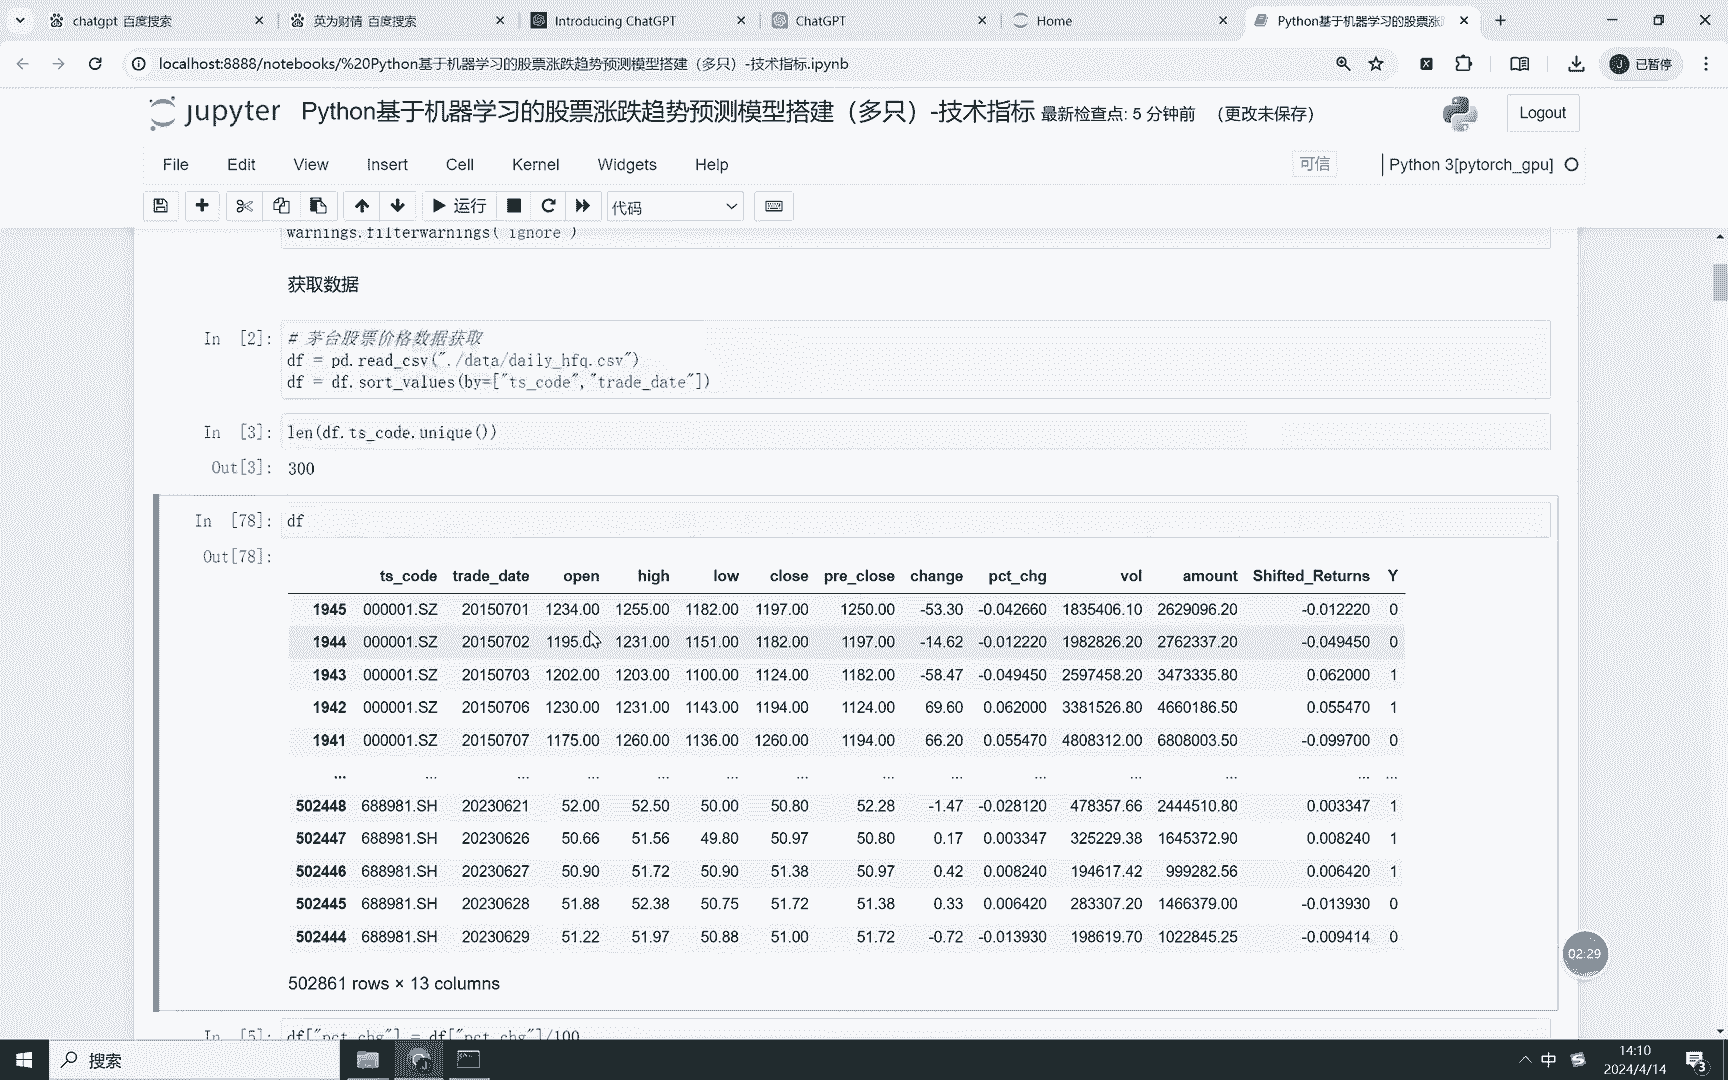 chatgpt 百度搜索
英为财情 百度搜索
Introducing ChatGPT
ChatGPT
Home
Python基于机器学习的股票涨
localhost:8888/notebooks/%20Python基于机器学习的股票涨跌趋势预测模型搭建（多只）-技术指标.ipynb
J 已暂停
jupyter Python基于机器学习的股票涨跌趋势预测模型搭建（多只）-技术指标 最新检查点: 5 分钟前 （更改未保存）
Logout
File Edit View Insert Cell Kernel Widgets Help
可信 Python 3[pytorch_gpu]
运行 代码
warnings.filterwarnings('ignore')
获取数据
In [2]: # 茅台股票价格数据获取
df = pd.read_csv("./data/daily_hfq.csv")
df = df.sort_values(by=["ts_code","trade_date"])
In [3]: len(df.ts_code.unique())
Out[3]: 300
In [78]: df
Out[78]:
ts_code trade_date open high low close pre_close change pct_chg vol amount Shifted_Returns Y
1945 000001.SZ 20150701 1234.00 1255.00 1182.00 1197.00 1250.00 -53.30 -0.042660 1835406.10 2629096.20 -0.012220 0
1944 000001.SZ 20150702 1195.00 1231.00 1151.00 1182.00 1197.00 -14.62 -0.012220 1982826.20 2762337.20 -0.049450 0
1943 000001.SZ 20150703 1202.00 1203.00 1100.00 1124.00 1182.00 -58.47 -0.049450 2597458.20 3473335.80 0.062000 1
1942 000001.SZ 20150706 1230.00 1231.00 1143.00 1194.00 1124.00 69.60 0.062000 3381526.80 4660186.50 0.055470 1
1941 000001.SZ 20150707 1175.00 1260.00 1136.00 1260.00 1194.00 66.20 0.055470 4808312.00 6808003.50 -0.099700 0
... ... ... ... ... ... ... ... ... ... ... ... ... ...
502448 688981.SH 20230621 52.00 52.50 50.00 50.80 52.28 -1.47 -0.028120 478357.66 2444510.80 0.003347 1
502447 688981.SH 20230626 50.66 51.56 49.80 50.97 50.80 0.17 0.003347 325229.38 1645372.90 0.008240 1
502446 688981.SH 20230627 50.90 51.72 50.90 51.38 50.97 0.42 0.008240 194617.42 999282.56 0.006420 1
502445 688981.SH 20230628 51.88 52.38 50.75 51.72 51.38 0.33 0.006420 283307.20 1466379.00 -0.013930 0
502444 688981.SH 20230629 51.22 51.97 50.88 51.00 51.72 -0.72 -0.013930 198619.70 1022845.25 -0.009414 0
502861 rows × 13 columns
02:29
In [5]: df["pct_chg"] = df["pct_chg"]/100
搜索
中
14:10
2024/4/14
3